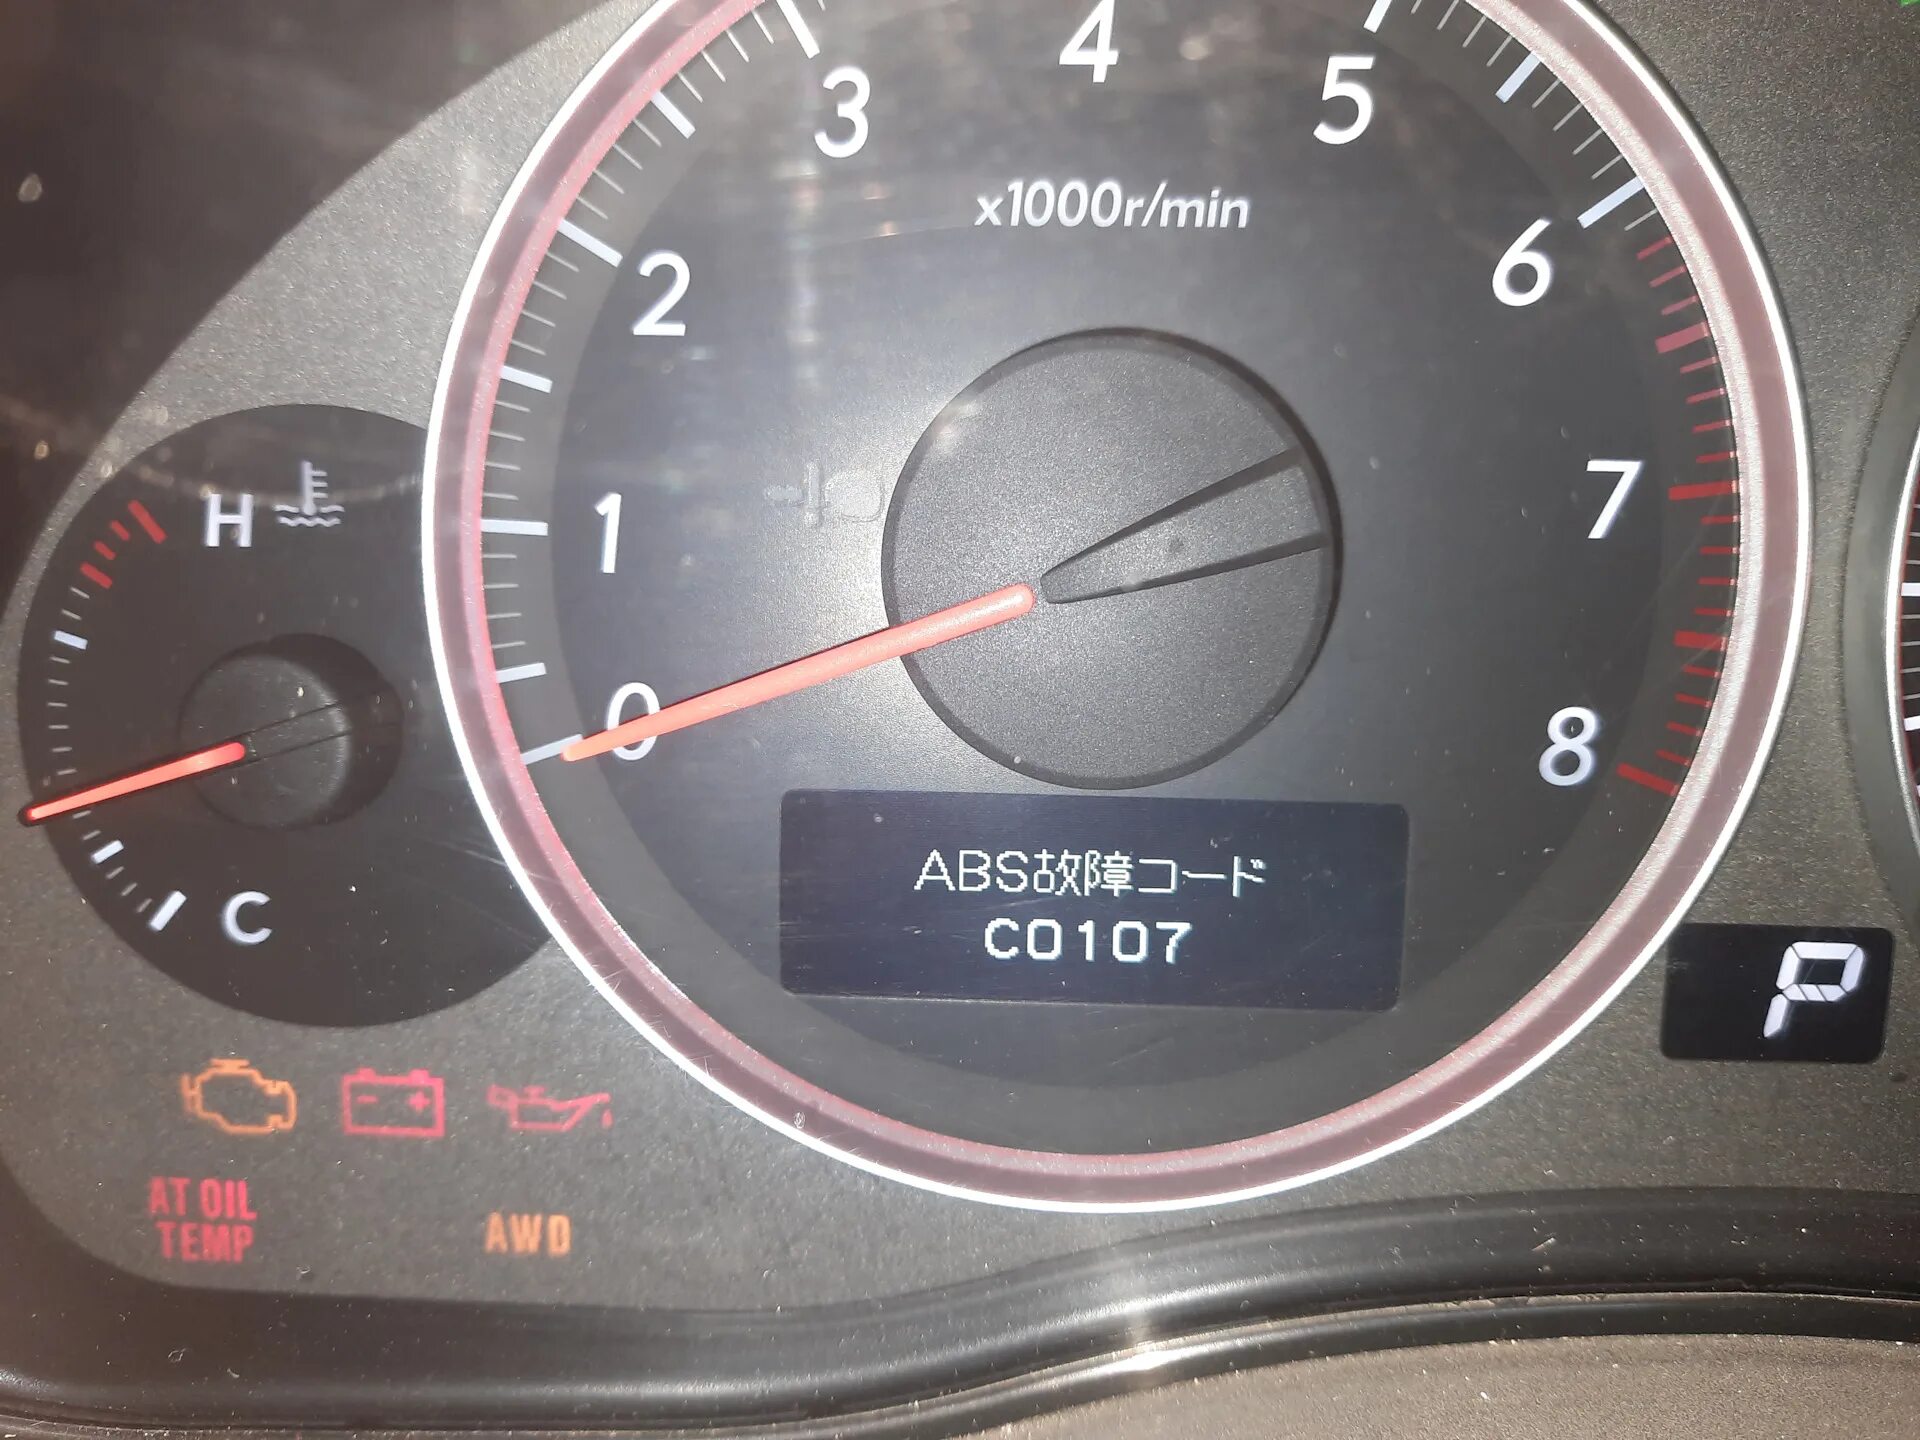 4
3
5
x1000r/min
2
6
H
1
7
0
8
ABS故障コード
C0107
C
P
AT OIL
TEMP
AWD